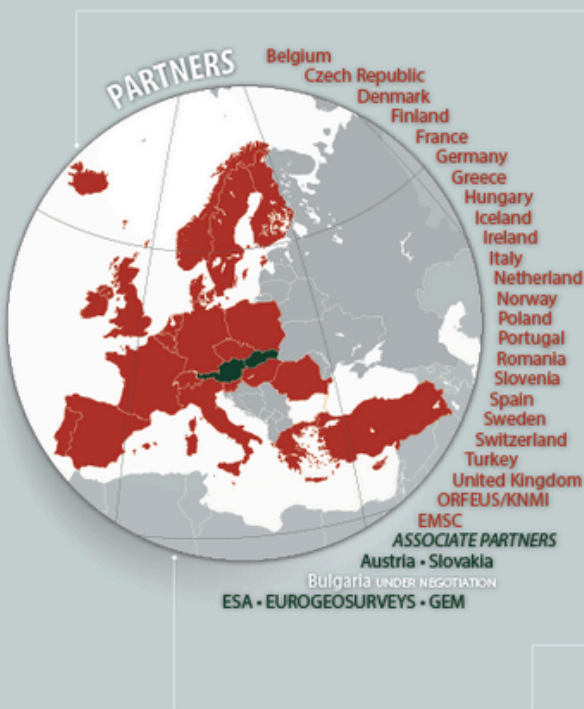 PARTNERS
Belgium
Czech Republic
Denmark
Finland
France
Germany
Greece
Hungary
Iceland
Ireland
Italy
Netherland
Norway
Poland
Portugal
Romania
Slovenia
Spain
Sweden
Switzerland
Turkey
United Kingdom
ORFEUS/KNMI
EMSC
ASSOCIATE PARTNERS
Austria • Slovakia
Bulgaria UNDER NEGOTIATION
ESA • EUROGEOSURVEYS • GEM